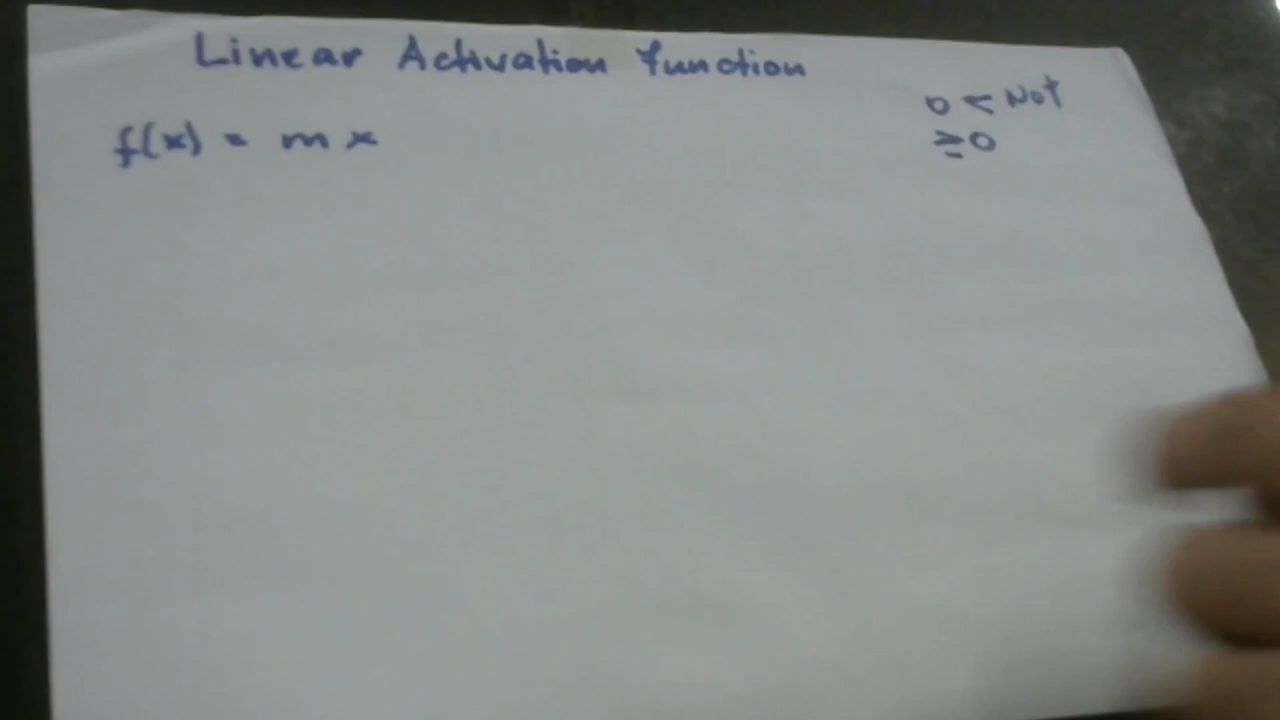 Linear Activation Function
f(x) = mx
0 < Not
≥0